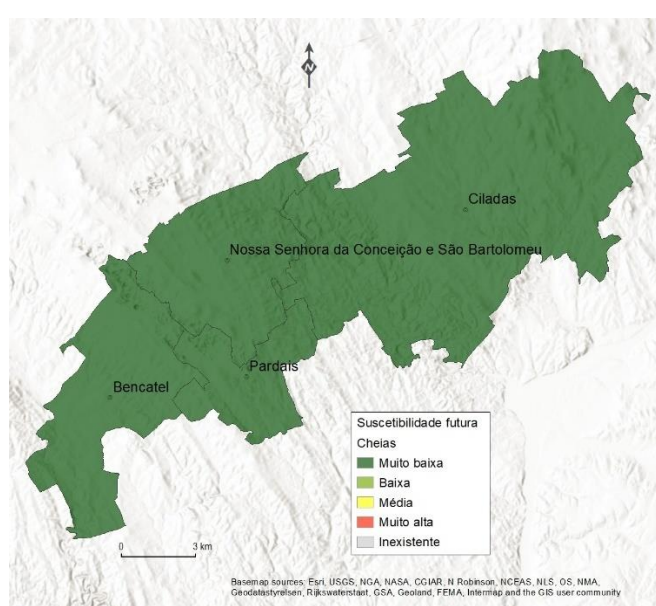 N
Ciladas
Nossa Senhora da Conceição e São Bartolomeu
Pardais
Bencatel
Suscetibilidade futura
Cheias
Muito baixa
Baixa
Média
Muito alta
Inexistente
0 3 km
Basemap sources: Esri, USGS, NGA, NASA, CGIAR, N Robinson, NCEAS, NLS, OS, NMA,
Geodatastyrelsen, Rijkswaterstaat, GSA, Geoland, FEMA, Intermap and the GIS user community